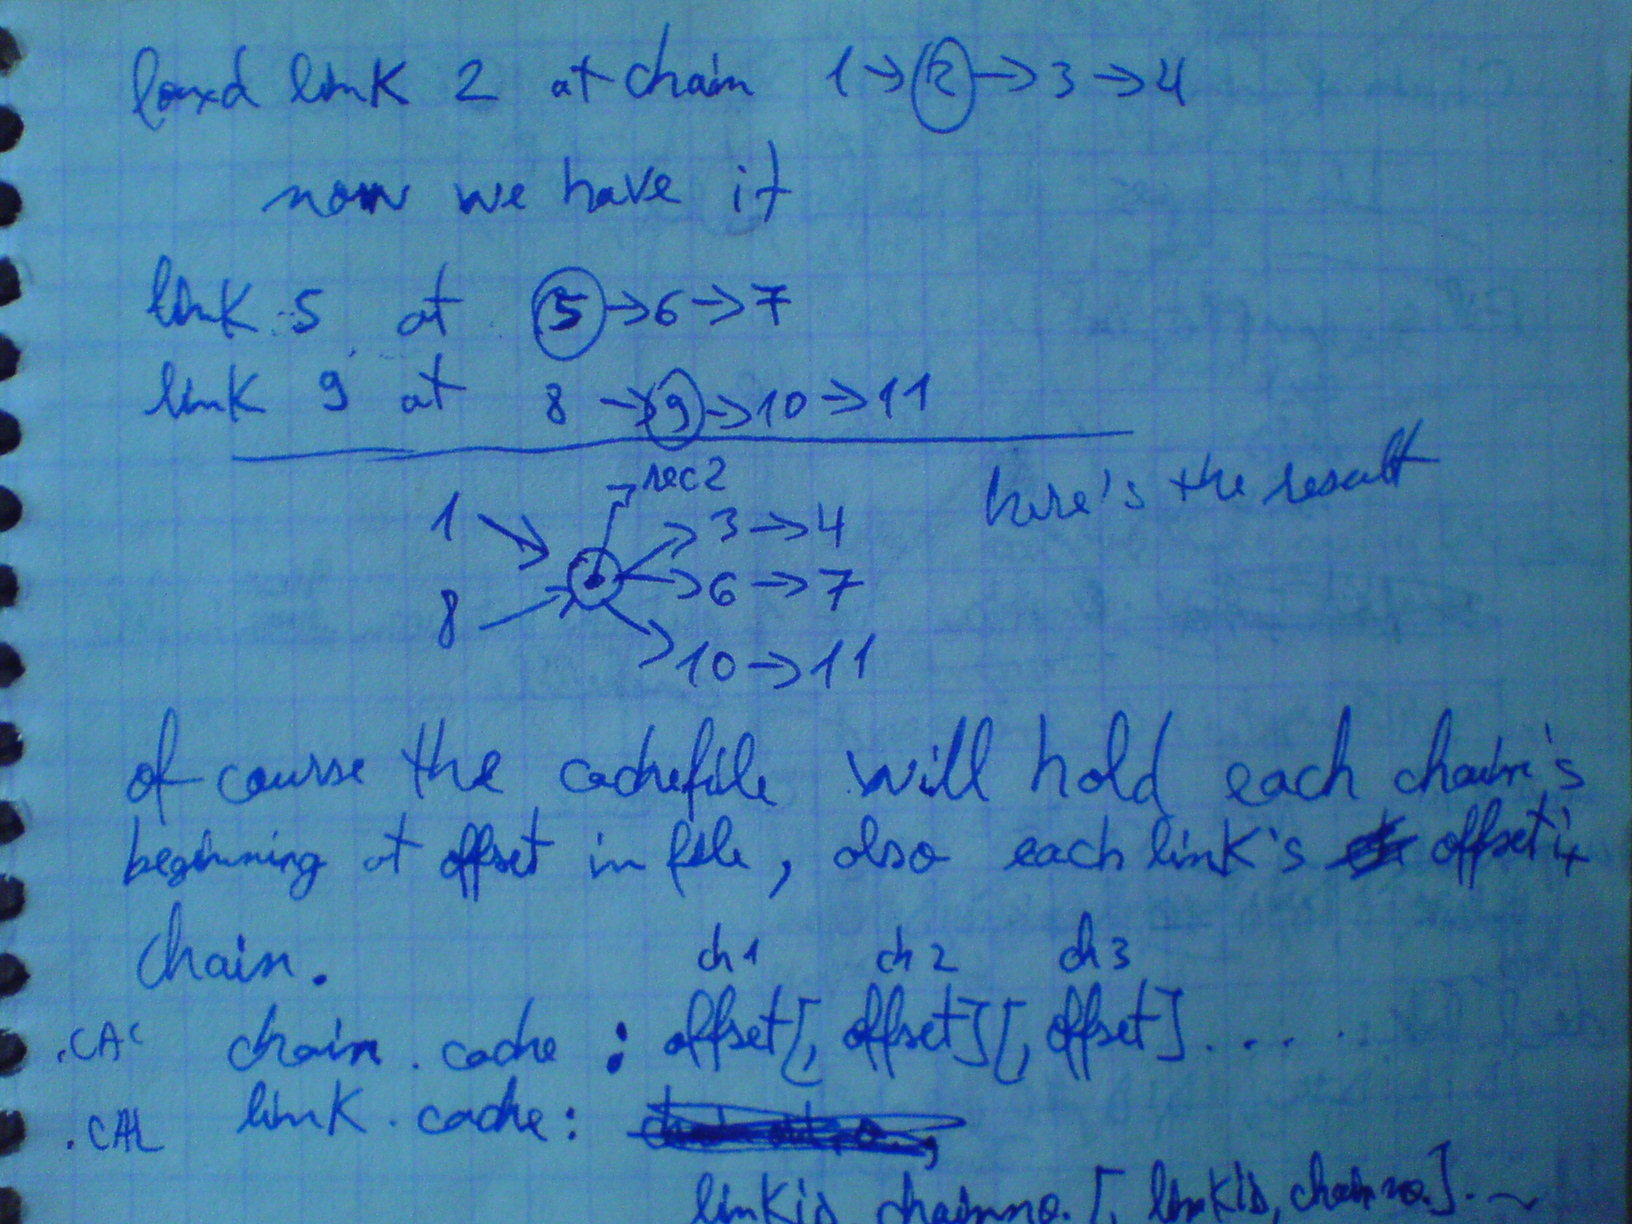 found link 2 at chain 1 → 2 → 3 → 4
now we have it
link 5 at 5 → 6 → 7
link 9 at 8 → 9 → 10 → 11
→ rec2
here's the result
1 3 → 4
8 6 → 7
10 → 11
of course the cachefile will hold each chain's
beginning at offset in file, also each link's offset in
chain.
ch1 ch2 ch3
.CAC chain.cache : offset[, offset][, offset]. . . .
.CAL link.cache :
linkid, chainno. [, linkid, chainno.]. ~